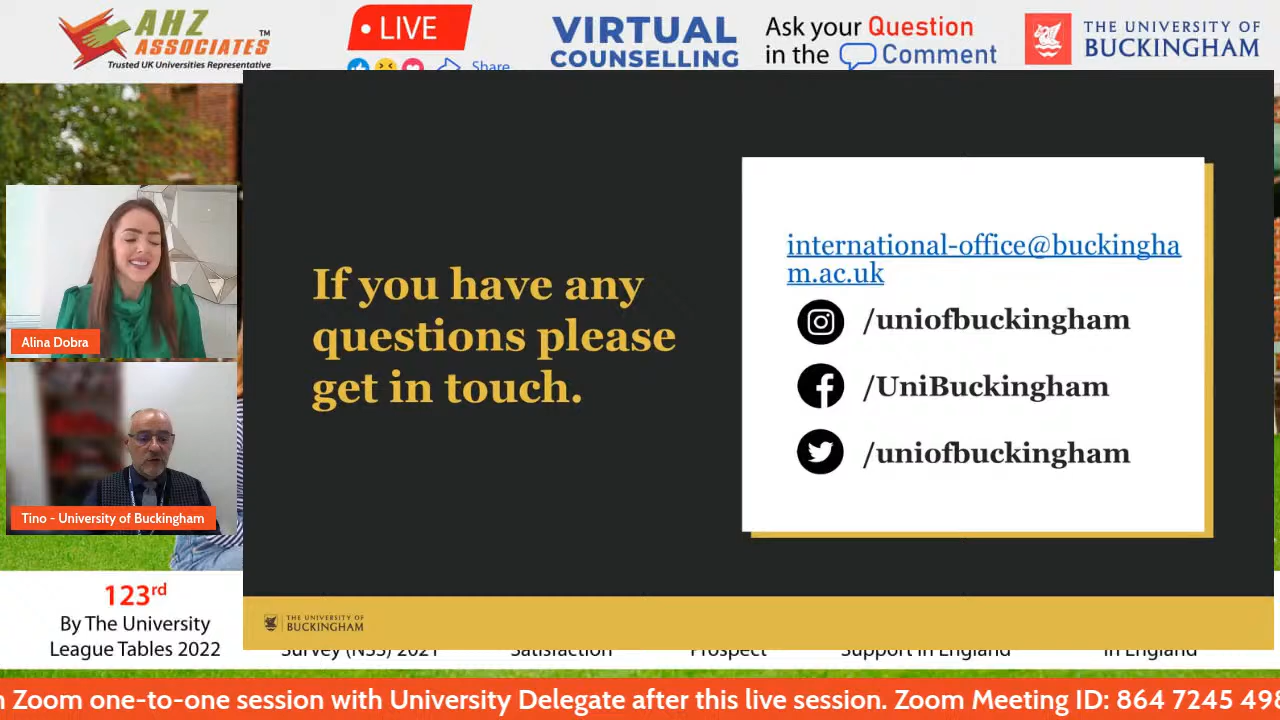 AHZ
ASSOCIATES
TM
Trusted UK Universities Representative
• LIVE
Share
VIRTUAL
COUNSELLING
Ask your Question
in the Comment
THE UNIVERSITY OF
BUCKINGHAM
Alina Dobra
Tino - University of Buckingham
If you have any
questions please
get in touch.
international-office@buckingha
m.ac.uk
/uniofbuckingham
/UniBuckingham
/uniofbuckingham
THE UNIVERSITY OF
BUCKINGHAM
123rd
By The University
League Tables 2022
Survey (NSS) 2021
Satisfaction
Prospect
Support in England
in England
Zoom one-to-one session with University Delegate after this live session. Zoom Meeting ID: 864 7245 498